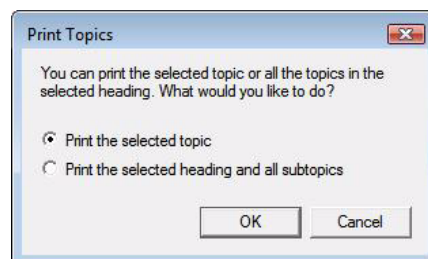 Print Topics
You can print the selected topic or all the topics in the
selected heading. What would you like to do?
Print the selected topic
Print the selected heading and all subtopics
OK Cancel